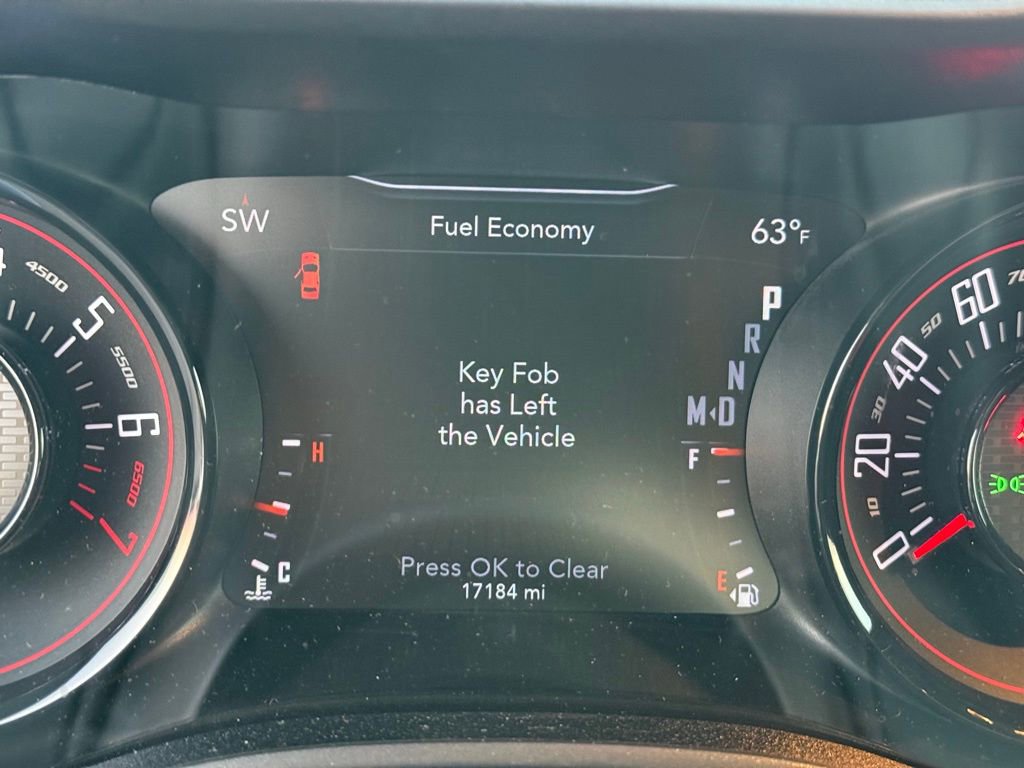 SW
Fuel Economy
63°F
P
R
N
M◂D
Key Fob
has Left
the Vehicle
H
C
F
E
Press OK to Clear
17184 mi
4500
5
5500
6
6500
7
0
10
20
30
40
50
60